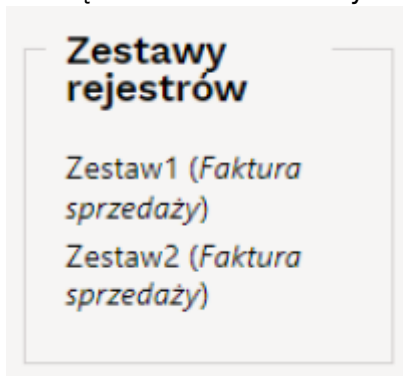 Zestawy
rejestrów
Zestaw1 (Faktura
sprzedaży)
Zestaw2 (Faktura
sprzedaży)